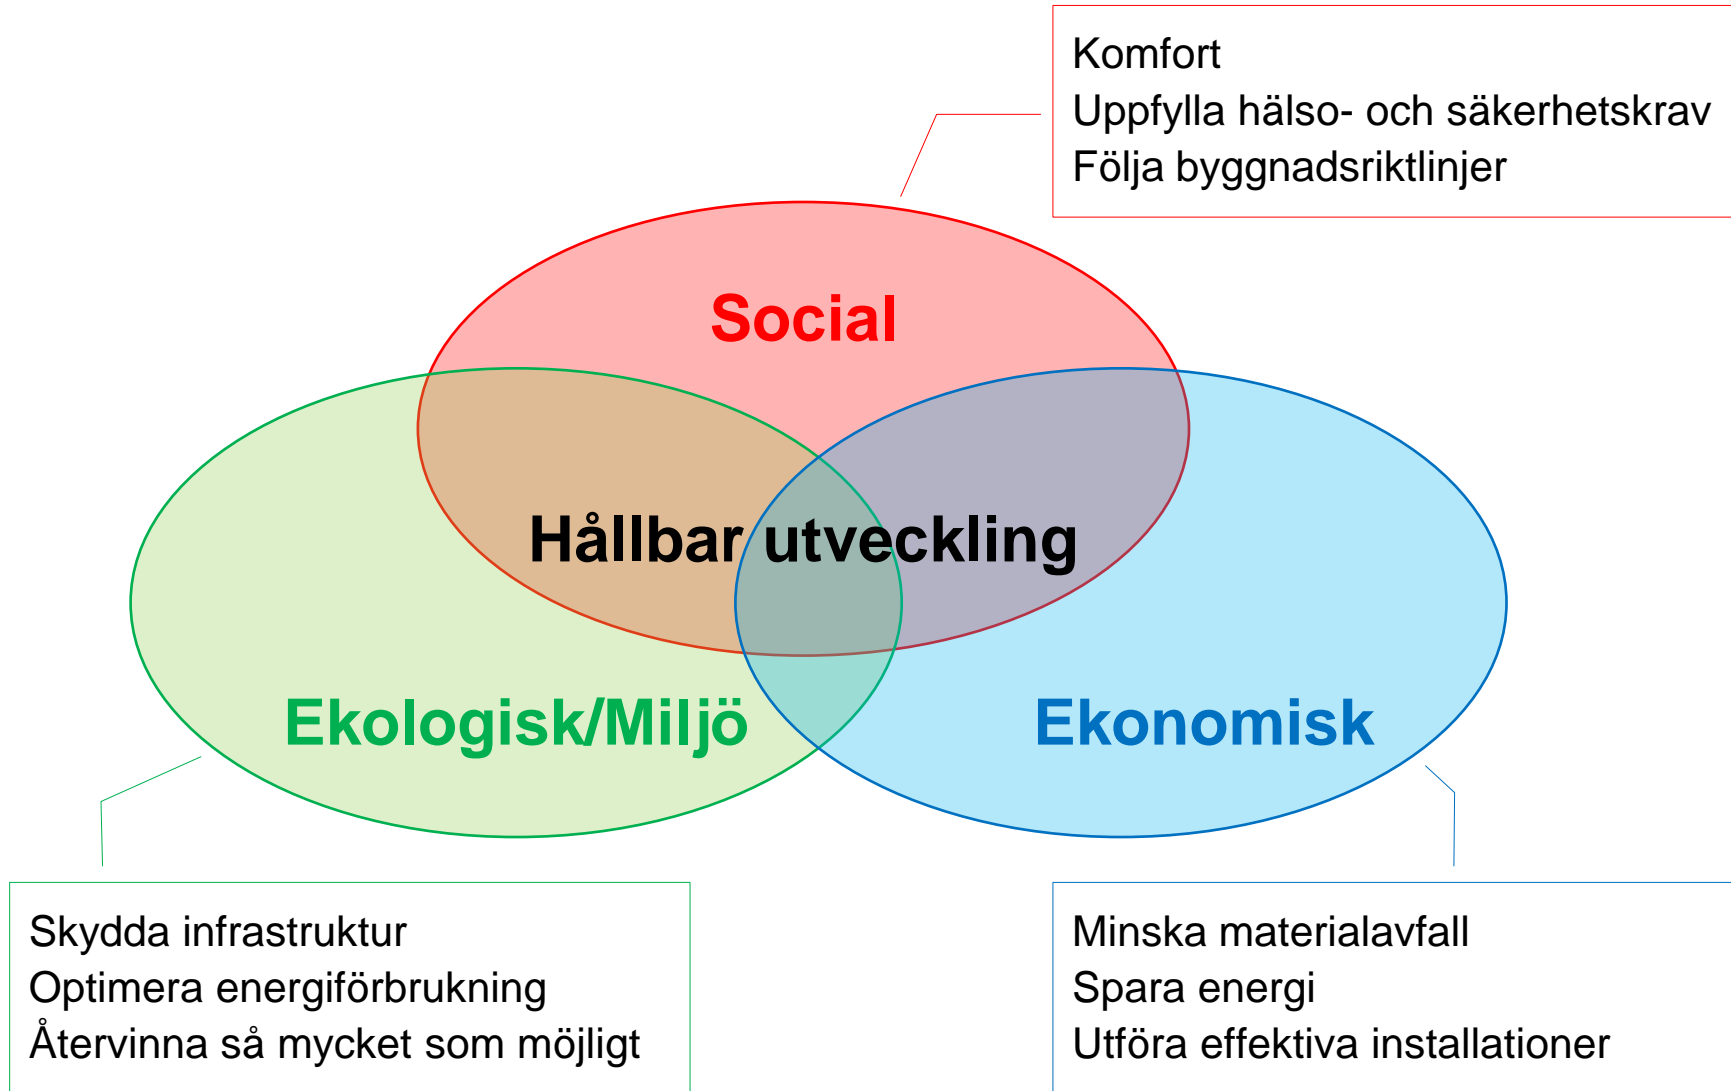 Komfort
Uppfylla hälso- och säkerhetskrav
Följa byggnadsriktlinjer
Social
Hållbar utveckling
Ekologisk/Miljö
Ekonomisk
Skydda infrastruktur
Optimera energiförbrukning
Återvinna så mycket som möjligt
Minska materialavfall
Spara energi
Utföra effektiva installationer